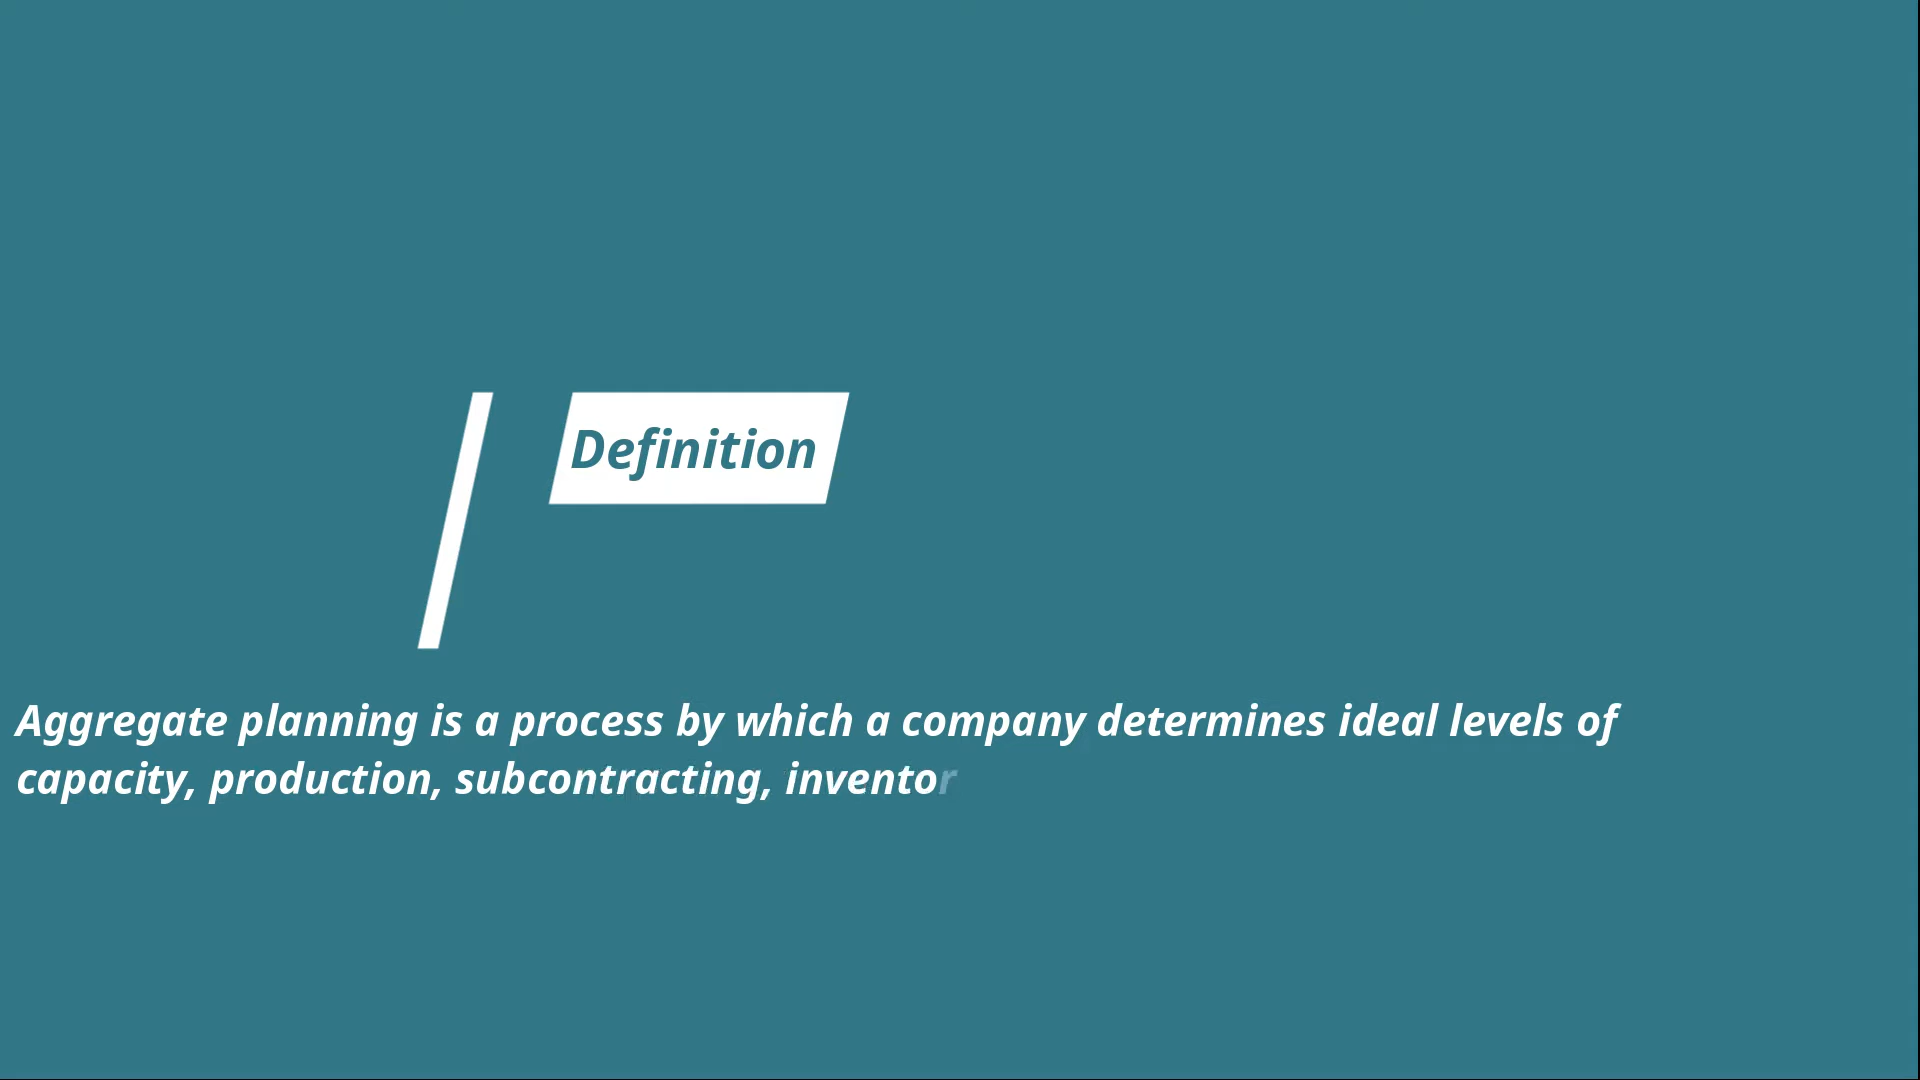 Definition
Aggregate planning is a process by which a company determines ideal levels of
capacity, production, subcontracting, inventor